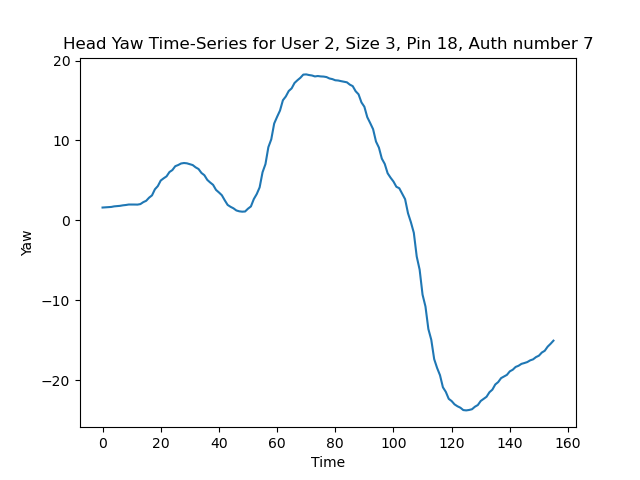 Head Yaw Time-Series for User 2, Size 3, Pin 18, Auth number 7
20
10
0
−10
−20
Yaw
0 20 40 60 80 100 120 140 160
Time